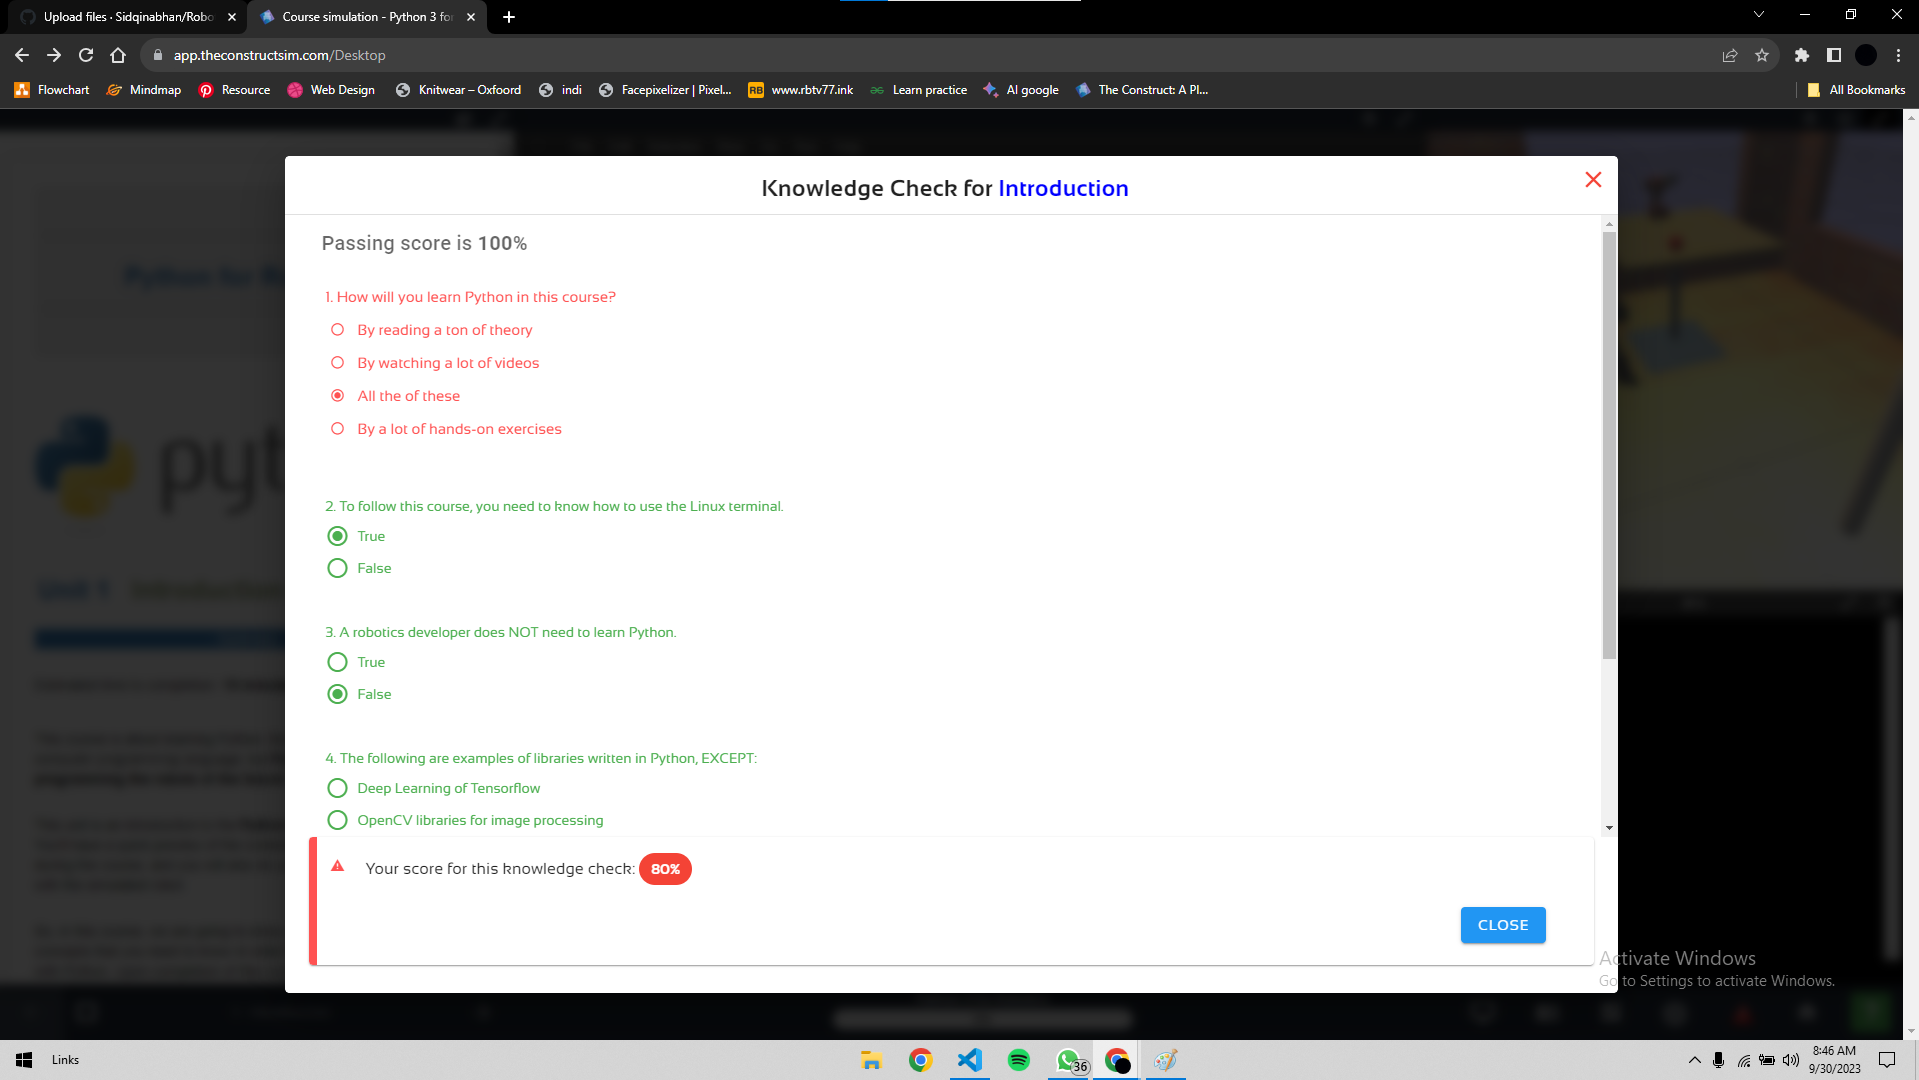 Upload files · Sidqinabhan/Robo
Course simulation - Python 3 for
app.theconstructsim.com/Desktop
Flowchart
Mindmap
Resource
Web Design
Knitwear – Oxfoord
indi
Facepixelizer | Pixel...
RB
www.rbtv77.ink
Learn practice
AI google
The Construct: A Pl...
All Bookmarks
Knowledge Check for Introduction
Passing score is 100%
1. How will you learn Python in this course?
By reading a ton of theory
By watching a lot of videos
All the of these
By a lot of hands-on exercises
2. To follow this course, you need to know how to use the Linux terminal.
True
False
3. A robotics developer does NOT need to learn Python.
True
False
4. The following are examples of libraries written in Python, EXCEPT:
Deep Learning of Tensorflow
OpenCV libraries for image processing
Your score for this knowledge check: 80%
CLOSE
Python for
pyt
Unit 1 Introduction
Activate Windows
Go to Settings to activate Windows.
Links
36
8:46 AM
9/30/2023